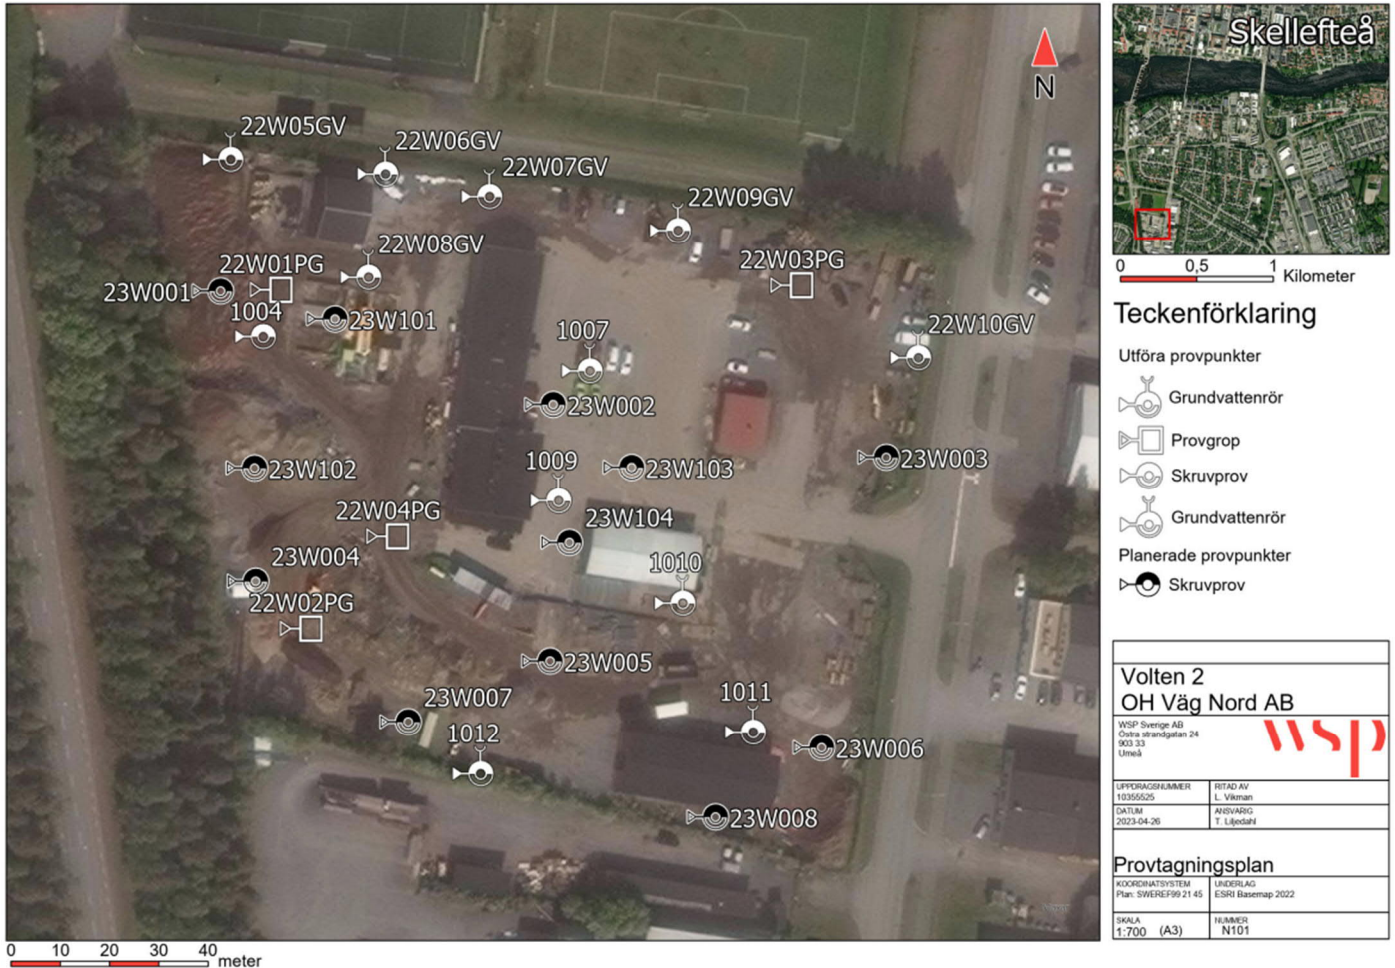 22W05GV
22W06GV
22W07GV
22W09GV
22W08GV
22W01PG
22W03PG
23W001
1004
23W101
1007
22W10GV
23W002
23W102
1009
23W103
23W003
22W04PG
23W104
23W004
1010
22W02PG
23W005
23W007
1011
1012
23W006
23W008
N
0 10 20 30 40
meter
Skellefteå
0 0,5 1
Kilometer
Teckenförklaring
Utföra provpunkter
Grundvattenrör
Provgrop
Skruvprov
Grundvattenrör
Planerade provpunkter
Skruvprov
Volten 2
OH Väg Nord AB
WSP Sverige AB
Östra strandgatan 24
903 33
Umeå
wsp
UPPDRAGSNUMMER
10355525
RITAD AV
L. Vikman
DATUM
2023-04-26
ANSVARIG
T. Liljedahl
Provtagningsplan
KOORDINATSYSTEM
Plan: SWEREF99 21 45
UNDERLAG
ESRI Basemap 2022
SKALA
1:700 (A3)
NUMMER
N101